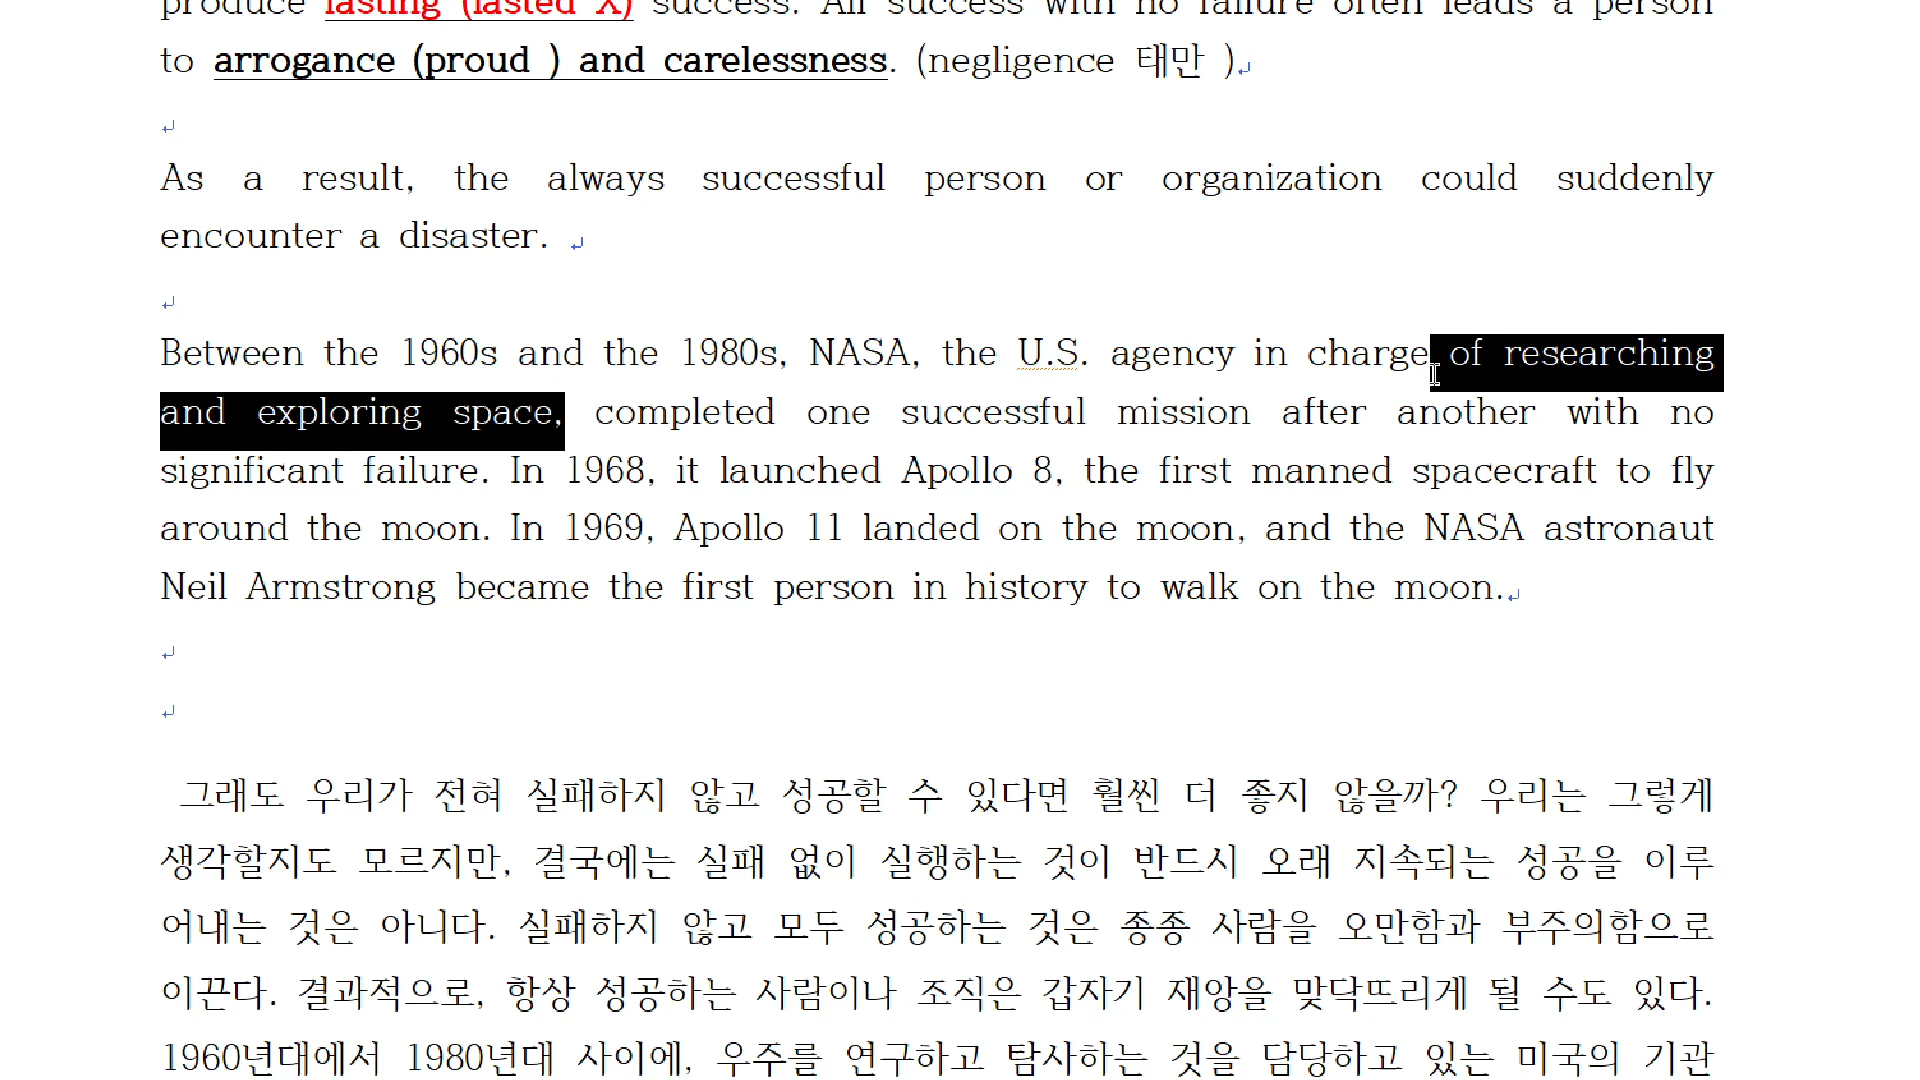 produce lasting (lasted X) success. All success with no failure often leads a person
to arrogance (proud ) and carelessness. (negligence 태만 )
As a result, the always successful person or organization could suddenly
encounter a disaster.
Between the 1960s and the 1980s, NASA, the U.S. agency in charge of researching
and exploring space, completed one successful mission after another with no
significant failure. In 1968, it launched Apollo 8, the first manned spacecraft to fly
around the moon. In 1969, Apollo 11 landed on the moon, and the NASA astronaut
Neil Armstrong became the first person in history to walk on the moon.
그래도 우리가 전혀 실패하지 않고 성공할 수 있다면 훨씬 더 좋지 않을까? 우리는 그렇게
생각할지도 모르지만, 결국에는 실패 없이 실행하는 것이 반드시 오래 지속되는 성공을 이루
어내는 것은 아니다. 실패하지 않고 모두 성공하는 것은 종종 사람을 오만함과 부주의함으로
이끈다. 결과적으로, 항상 성공하는 사람이나 조직은 갑자기 재앙을 맞닥뜨리게 될 수도 있다.
1960년대에서 1980년대 사이에, 우주를 연구하고 탐사하는 것을 담당하고 있는 미국의 기관